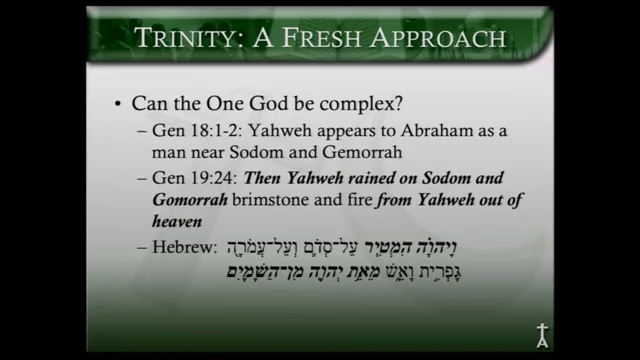 TRINITY: A FRESH APPROACH
• Can the One God be complex?
– Gen 18:1-2: Yahweh appears to Abraham as a
man near Sodom and Gemorrah
– Gen 19:24: Then Yahweh rained on Sodom and
Gomorrah brimstone and fire from Yahweh out of
heaven
– Hebrew: וַֽיהוָ֗ה הִמְטִ֧יר עַל־סְדֹ֛ם וְעַל־עֲמֹרָ֖ה
גָּפְרִ֣ית וָאֵ֑שׁ מֵאֵ֥ת יְהוָ֖ה מִן־הַשָּׁמָֽיִם